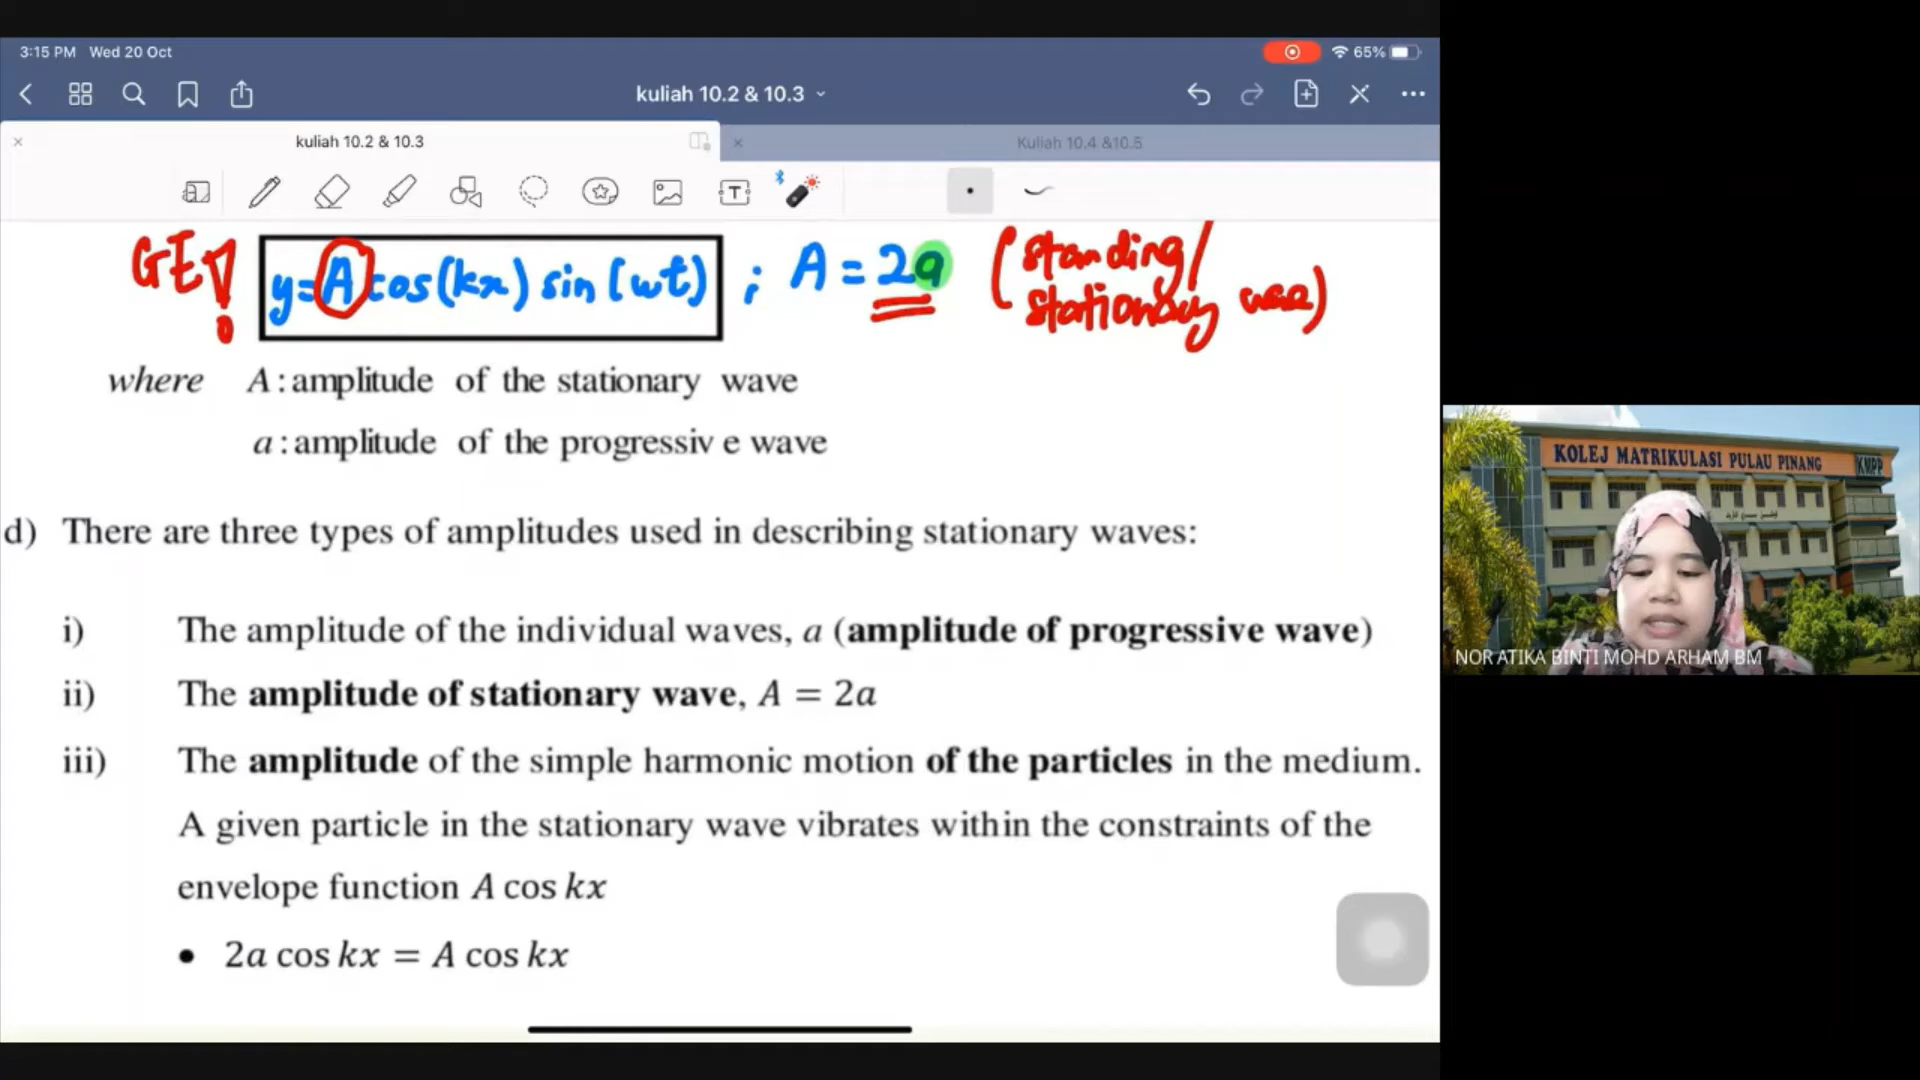 3:15 PM Wed 20 Oct
65%
kuliah 10.2 & 10.3
kuliah 10.2 & 10.3
Kuliah 10.4 &10.5
GE! y=A cos(kx) sin(ωt) ; A = 2a (standing/
stationary wave)
where A : amplitude of the stationary wave
a : amplitude of the progressiv e wave
d) There are three types of amplitudes used in describing stationary waves:
i) The amplitude of the individual waves, a (amplitude of progressive wave)
ii) The amplitude of stationary wave, A = 2a
iii) The amplitude of the simple harmonic motion of the particles in the medium.
A given particle in the stationary wave vibrates within the constraints of the
envelope function A cos kx
• 2a cos kx = A cos kx
KOLEJ MATRIKULASI PULAU PINANG KMPP
NOR ATIKA BINTI MOHD ARHAM BM